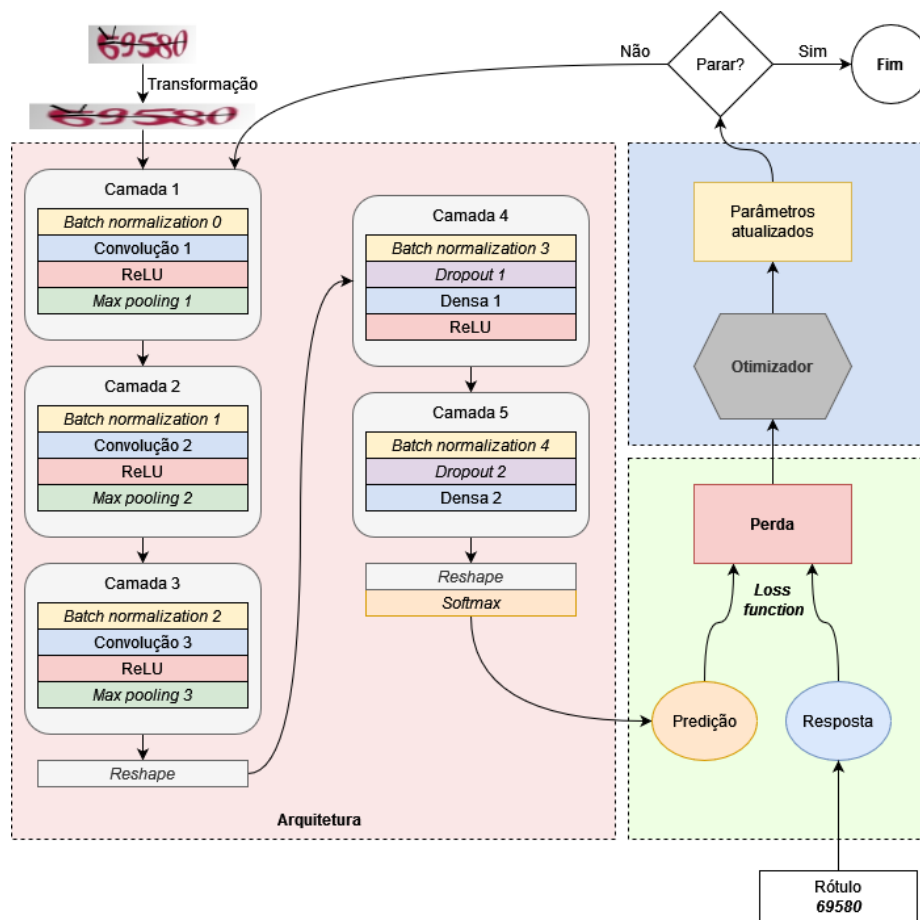 69580
Transformação
69580
Não
Parar?
Sim
Fim
Camada 1
Batch normalization 0
Convolução 1
ReLU
Max pooling 1
Camada 2
Batch normalization 1
Convolução 2
ReLU
Max pooling 2
Camada 3
Batch normalization 2
Convolução 3
ReLU
Max pooling 3
Reshape
Camada 4
Batch normalization 3
Dropout 1
Densa 1
ReLU
Camada 5
Batch normalization 4
Dropout 2
Densa 2
Reshape
Softmax
Arquitetura
Parâmetros
atualizados
Otimizador
Perda
Loss
function
Predição
Resposta
Rótulo
69580